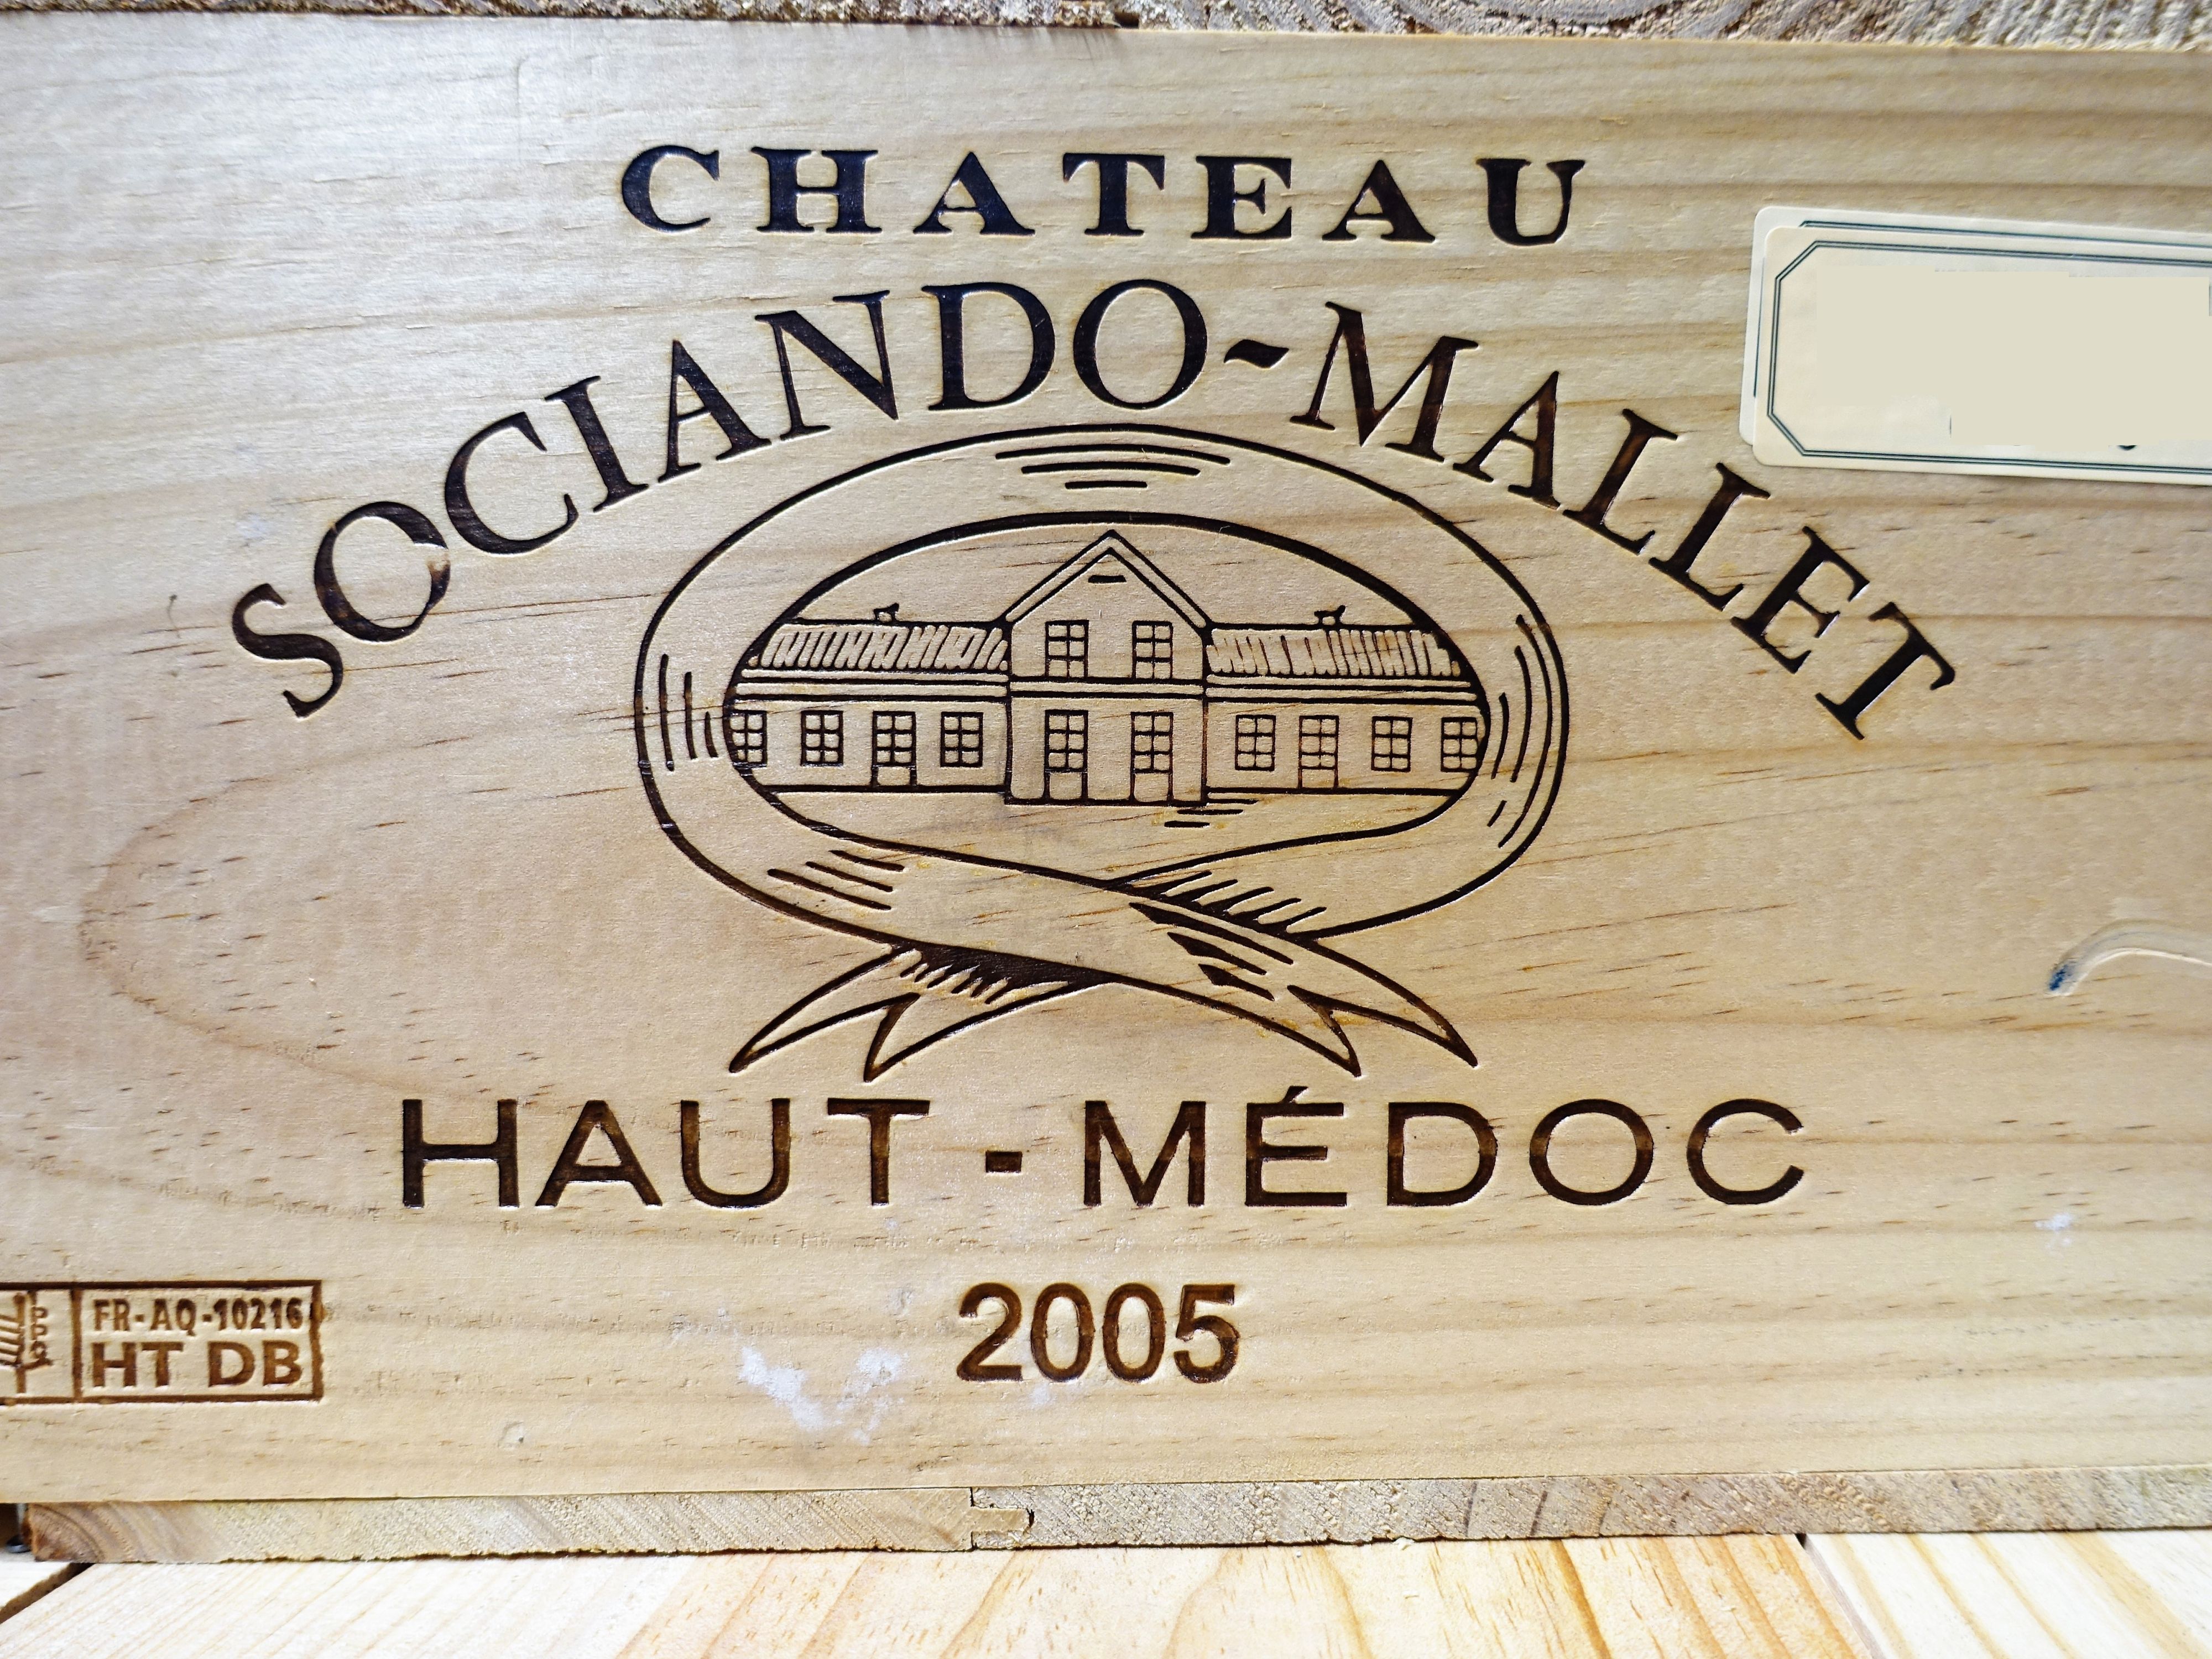 CHATEAU
SOCIANDO-MALLET
HAUT-MÉDOC
2005
FR-AQ-10216
HT DB